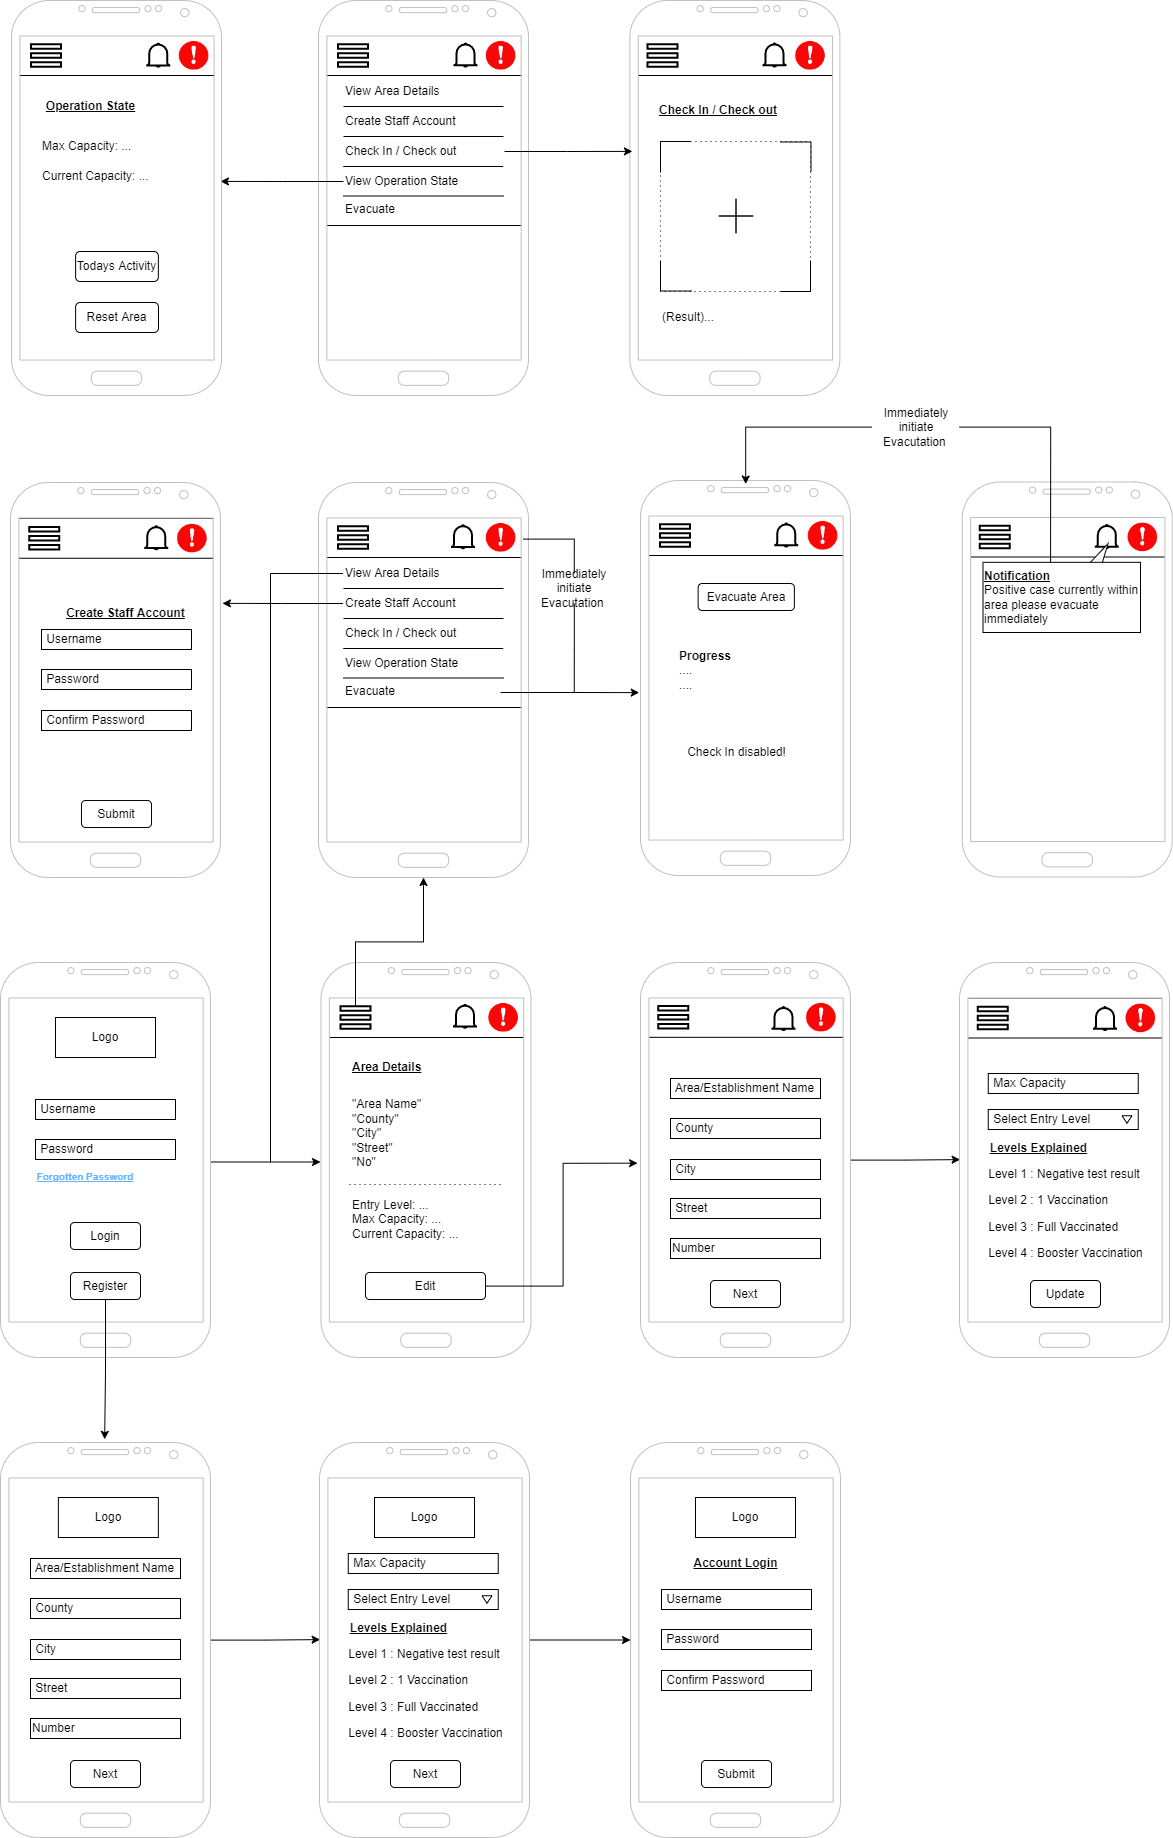 Operation State
Max Capacity: ...
Current Capacity: ...
Todays Activity
Reset Area
View Area Details
Create Staff Account
Check In / Check out
View Operation State
Evacuate
Check In / Check out
(Result)...
Immediately
initiate
Evacutation
Create Staff Account
Username
Password
Confirm Password
Submit
View Area Details
Create Staff Account
Check In / Check out
View Operation State
Evacuate
Immediately
initiate
Evacutation
Evacuate Area
Progress
....
....
Check In disabled!
Notification
Positive case currently within
area please evacuate
immediately
Logo
Username
Password
Forgotten Password
Login
Register
Area Details
"Area Name"
"County"
"City"
"Street"
"No"
Entry Level: ...
Max Capacity: ...
Current Capacity: ...
Edit
Area/Establishment Name
County
City
Street
Number
Next
Max Capacity
Select Entry Level
Levels Explained
Level 1 : Negative test result
Level 2 : 1 Vaccination
Level 3 : Full Vaccinated
Level 4 : Booster Vaccination
Update
Logo
Area/Establishment Name
County
City
Street
Number
Next
Logo
Max Capacity
Select Entry Level
Levels Explained
Level 1 : Negative test result
Level 2 : 1 Vaccination
Level 3 : Full Vaccinated
Level 4 : Booster Vaccination
Next
Logo
Account Login
Username
Password
Confirm Password
Submit